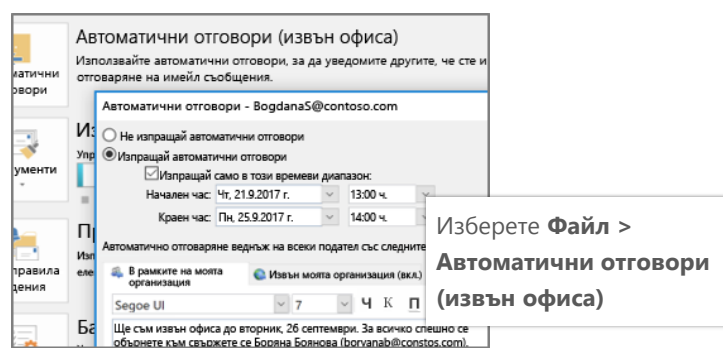 Автоматични отговори (извън офиса)
Използвайте автоматични отговори, за да уведомите другите, че сте и
отговаряне на имейл съобщения.
Автоматични отговори - BogdanaS@contoso.com
Не изпращай автоматични отговори
Изпращай автоматични отговори
Изпращай само в този времеви диапазон:
Начален час: Чт, 21.9.2017 г. 13:00 ч.
Краен час: Пн, 25.9.2017 г. 14:00 ч.
Автоматично отговаряне веднъж на всеки подател със следните
В рамките на моята
организация
Извън моята организация (вкл.)
Segoe UI 7 Ч К П
Ще съм извън офиса до вторник, 26 септември. За всичко спешно се
обърнете към свържете се Боряна Боянова (boryanab@constos.com).
Изберете Файл >
Автоматични отговори
(извън офиса)